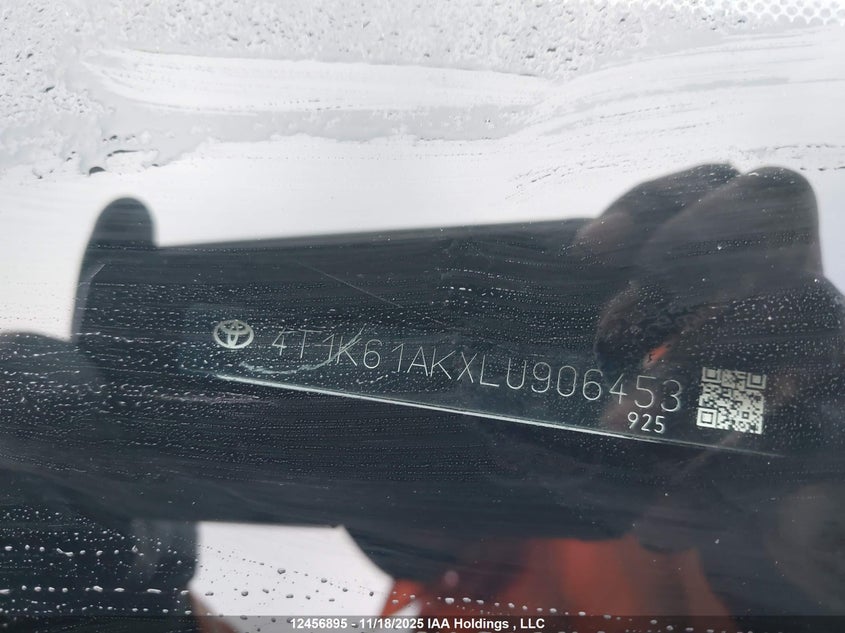 4T1K61AKXLU906453
925
12456895 - 11/18/2025 IAA Holdings , LLC